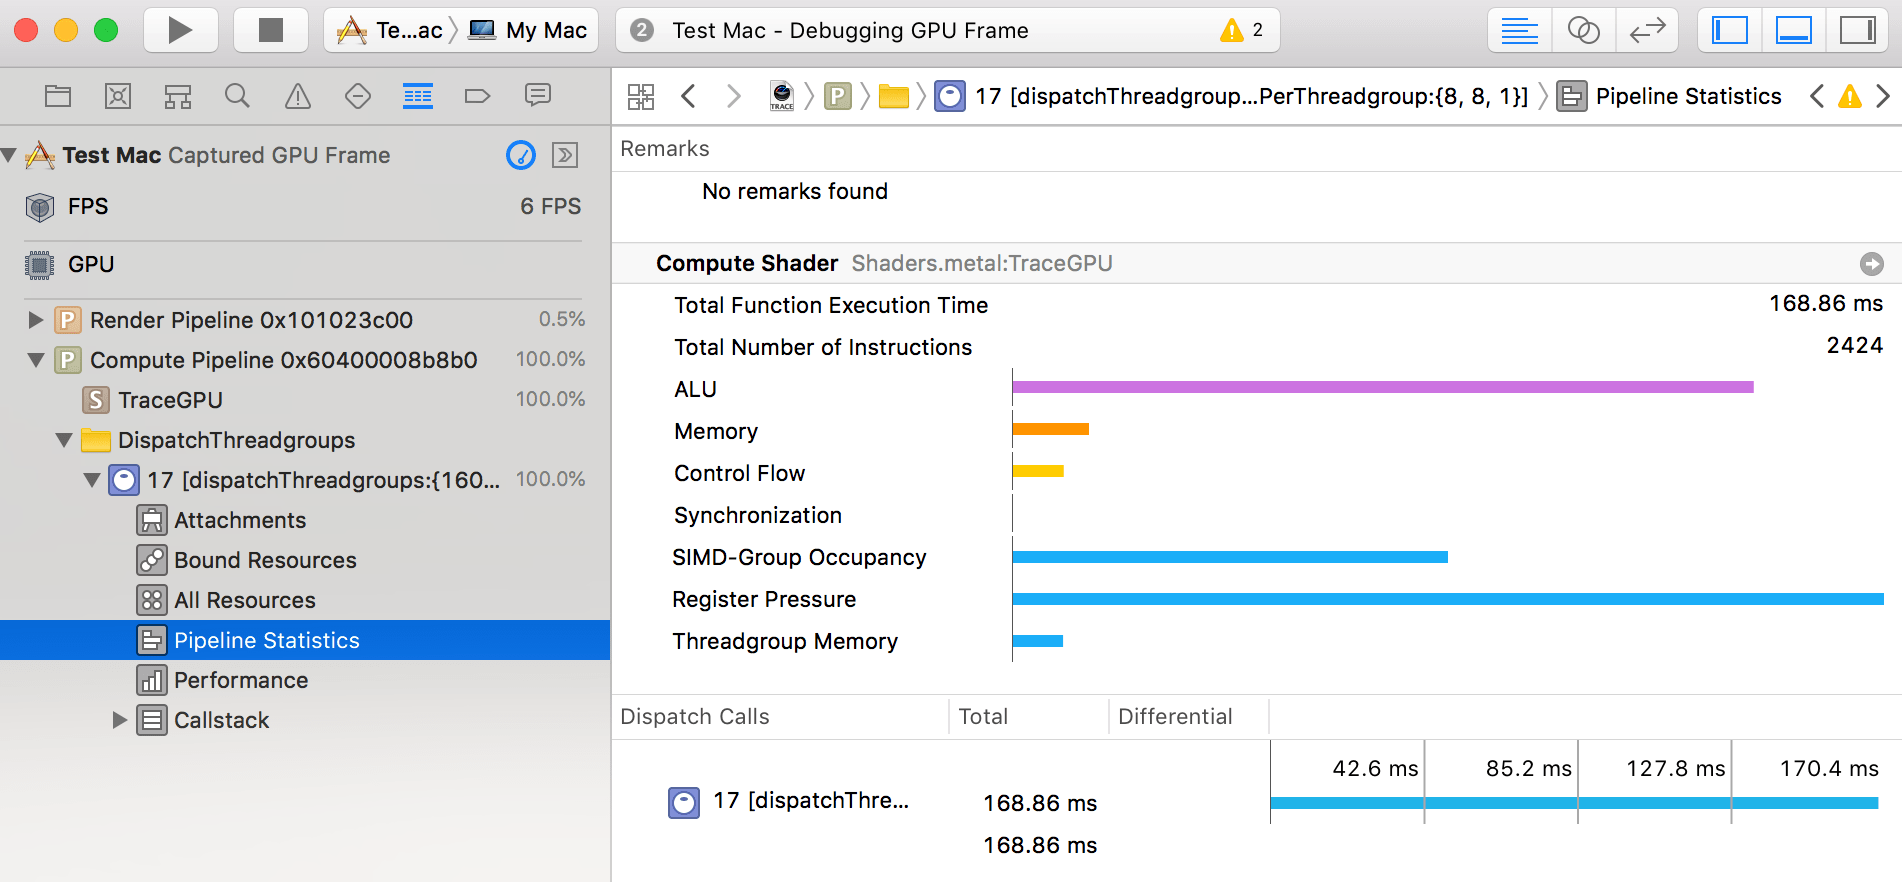 Te...ac My Mac
2 Test Mac - Debugging GPU Frame 2
TRACE P 17 [dispatchThreadgroup...PerThreadgroup:{8, 8, 1}] Pipeline Statistics
Test Mac Captured GPU Frame
FPS 6 FPS
GPU
P Render Pipeline 0x101023c00 0.5%
P Compute Pipeline 0x60400008b8b0 100.0%
S TraceGPU 100.0%
DispatchThreadgroups
17 [dispatchThreadgroups:{160... 100.0%
Attachments
Bound Resources
All Resources
Pipeline Statistics
Performance
Callstack
Remarks
No remarks found
Compute Shader Shaders.metal:TraceGPU
Total Function Execution Time 168.86 ms
Total Number of Instructions 2424
ALU
Memory
Control Flow
Synchronization
SIMD-Group Occupancy
Register Pressure
Threadgroup Memory
Dispatch Calls Total Differential
42.6 ms 85.2 ms 127.8 ms 170.4 ms
17 [dispatchThre... 168.86 ms
168.86 ms